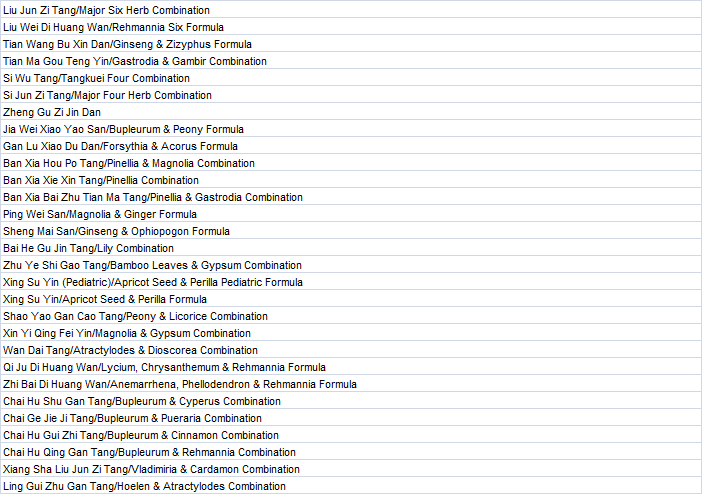 Liu Jun Zi Tang/Major Six Herb Combination
Liu Wei Di Huang Wan/Rehmannia Six Formula
Tian Wang Bu Xin Dan/Ginseng & Zizyphus Formula
Tian Ma Gou Teng Yin/Gastrodia & Gambir Combination
Si Wu Tang/Tangkuei Four Combination
Si Jun Zi Tang/Major Four Herb Combination
Zheng Gu Zi Jin Dan
Jia Wei Xiao Yao San/Bupleurum & Peony Formula
Gan Lu Xiao Du Dan/Forsythia & Acorus Formula
Ban Xia Hou Po Tang/Pinellia & Magnolia Combination
Ban Xia Xie Xin Tang/Pinellia Combination
Ban Xia Bai Zhu Tian Ma Tang/Pinellia & Gastrodia Combination
Ping Wei San/Magnolia & Ginger Formula
Sheng Mai San/Ginseng & Ophiopogon Formula
Bai He Gu Jin Tang/Lily Combination
Zhu Ye Shi Gao Tang/Bamboo Leaves & Gypsum Combination
Xing Su Yin (Pediatric)/Apricot Seed & Perilla Pediatric Formula
Xing Su Yin/Apricot Seed & Perilla Formula
Shao Yao Gan Cao Tang/Peony & Licorice Combination
Xin Yi Qing Fei Yin/Magnolia & Gypsum Combination
Wan Dai Tang/Atractylodes & Dioscorea Combination
Qi Ju Di Huang Wan/Lycium, Chrysanthemum & Rehmannia Formula
Zhi Bai Di Huang Wan/Anemarrhena, Phellodendron & Rehmannia Formula
Chai Hu Shu Gan Tang/Bupleurum & Cyperus Combination
Chai Ge Jie Ji Tang/Bupleurum & Pueraria Combination
Chai Hu Gui Zhi Tang/Bupleurum & Cinnamon Combination
Chai Hu Qing Gan Tang/Bupleurum & Rehmannia Combination
Xiang Sha Liu Jun Zi Tang/Vladimiria & Cardamon Combination
Ling Gui Zhu Gan Tang/Hoelen & Atractylodes Combination